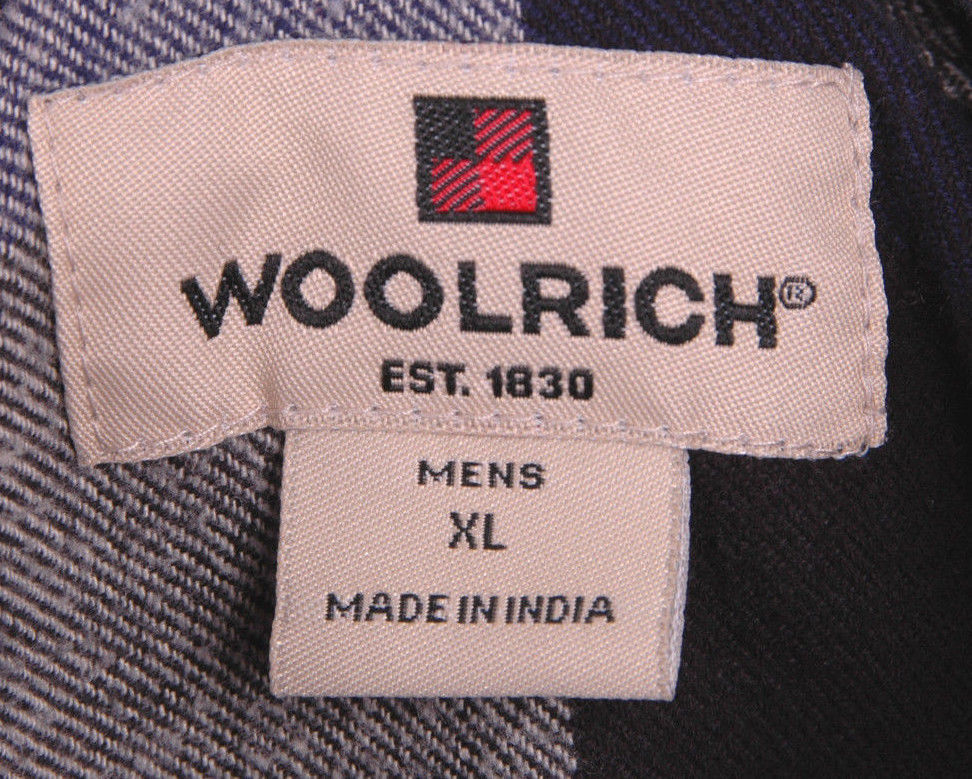 WOOLRICH®
EST. 1830
MENS
XL
MADE IN INDIA